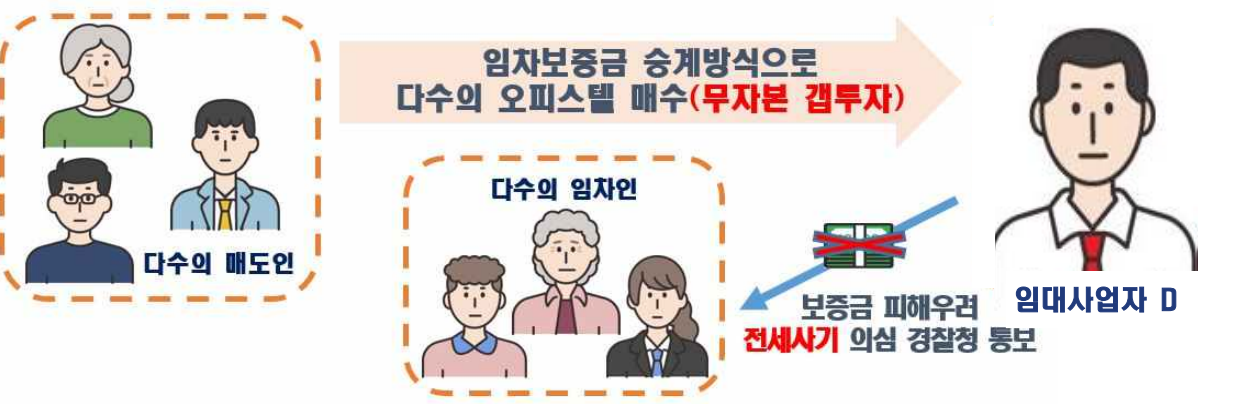 임차보증금 승계방식으로
다수의 오피스텔 매수(무자본 갭투자)
다수의 매도인
다수의 임차인
보증금 피해우려
전세사기 의심 경찰청 통보
임대사업자 D